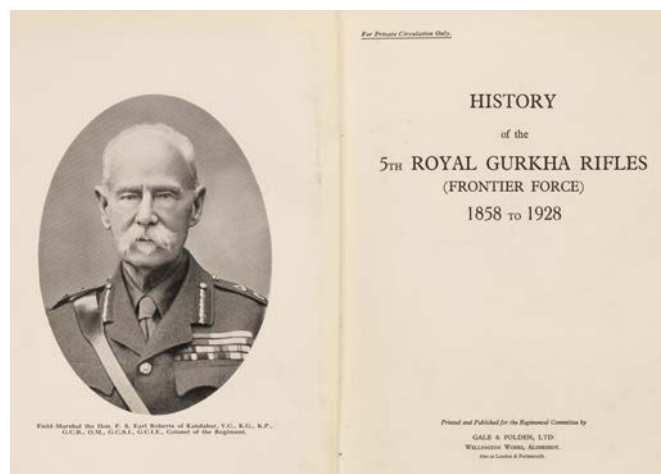 Field-Marshal the Hon. F. S. Earl Roberts of Kandahar, V.C., K.G., K.P.,
G.C.B., O.M., G.C.S.I., G.C.I.E., Colonel of the Regiment.
For Private Circulation Only.
HISTORY
of the
5TH ROYAL GURKHA RIFLES
(FRONTIER FORCE)
1858 TO 1928
Printed and Published for the Regimental Committee by
GALE & POLDEN, LTD.
WELLINGTON WORKS, ALDERSHOT.
Also at London & Portsmouth.